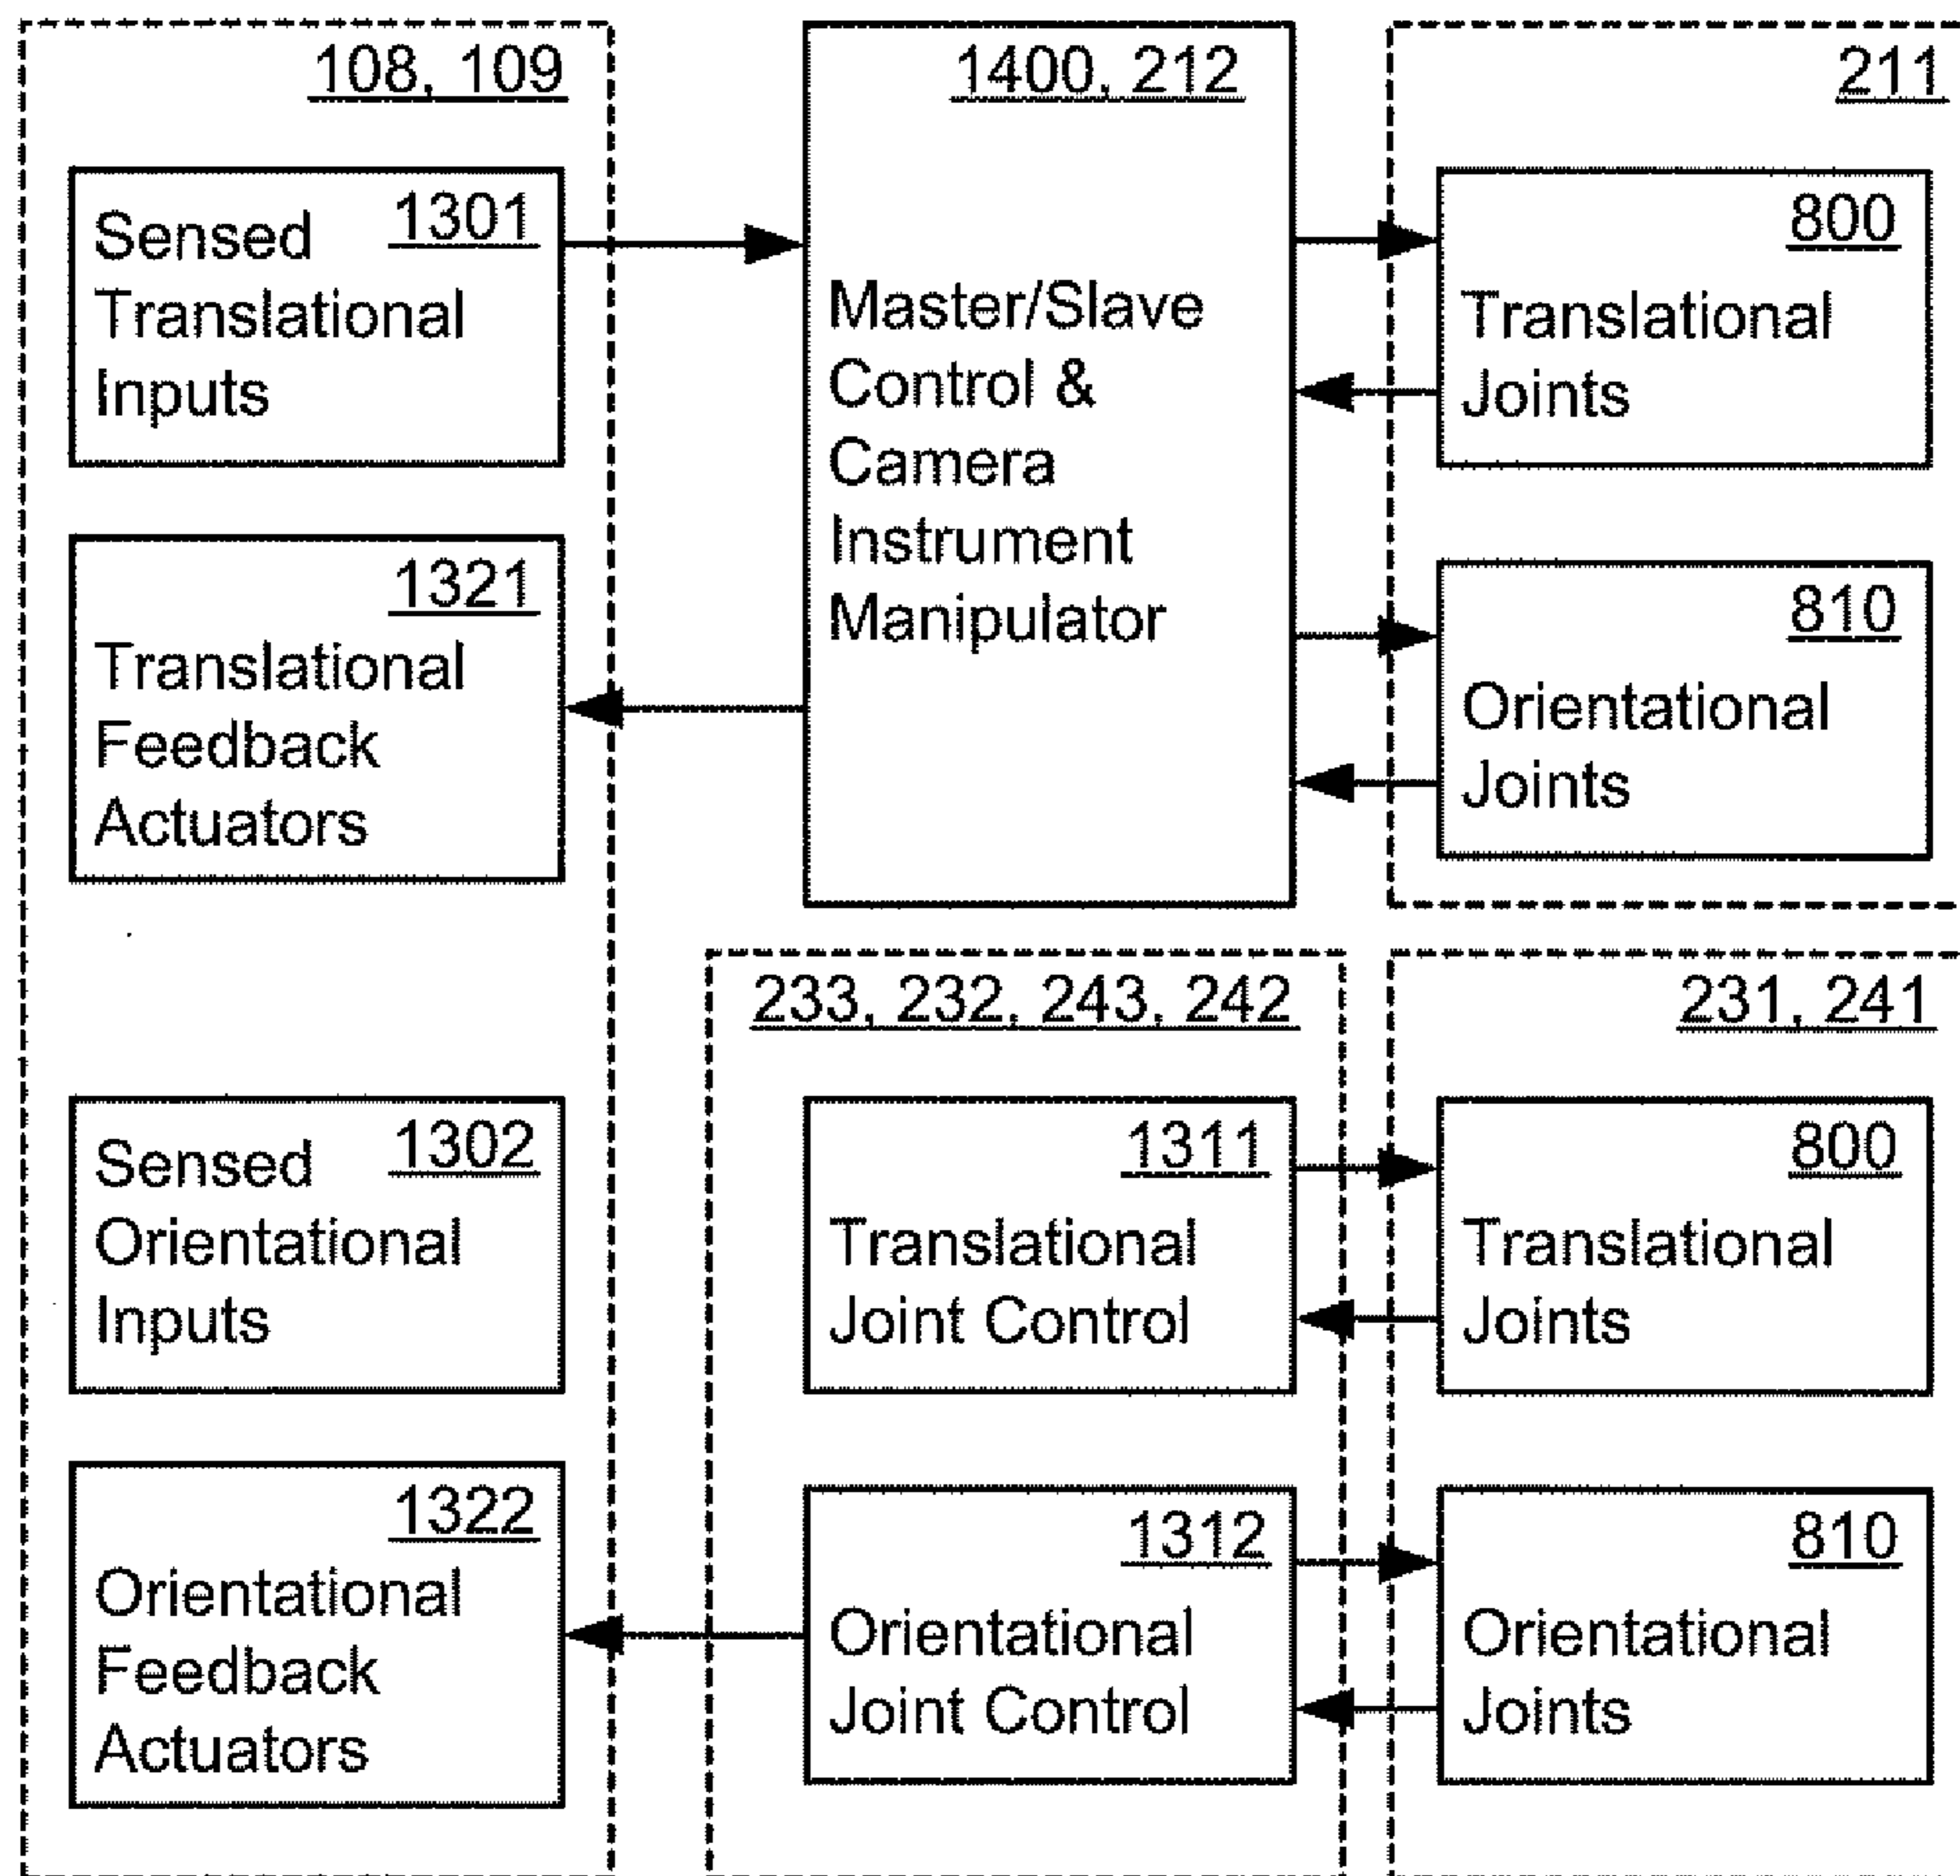 108, 109
1301
Sensed
Translational
Inputs
1321
Translational
Feedback
Actuators
1302
Sensed
Orientational
Inputs
1322
Orientational
Feedback
Actuators
1400, 212
Master/Slave
Control &
Camera
Instrument
Manipulator
211
800
Translational
Joints
810
Orientational
Joints
233, 232, 243, 242
1311
Translational
Joint Control
1312
Orientational
Joint Control
231, 241
800
Translational
Joints
810
Orientational
Joints